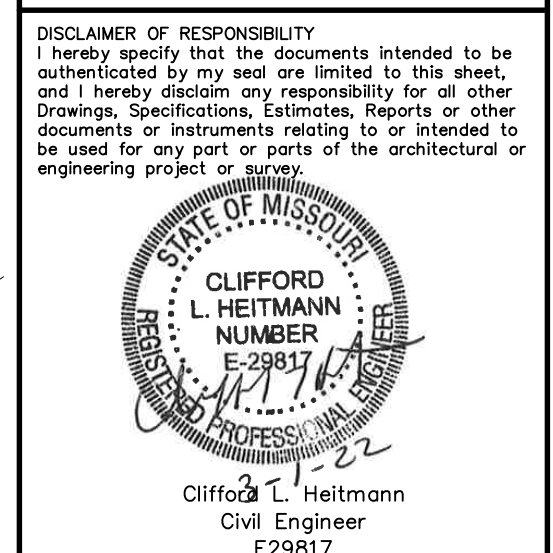 DISCLAIMER OF RESPONSIBILITY
I hereby specify that the documents intended to be
authenticated by my seal are limited to this sheet,
and I hereby disclaim any responsibility for all other
Drawings, Specifications, Estimates, Reports or other
documents or instruments relating to or intended to
be used for any part or parts of the architectural or
engineering project or survey.
STATE OF MISSOURI
CLIFFORD
L. HEITMANN
NUMBER
E-29817
REGISTERED PROFESSIONAL ENGINEER
3-1-22
Clifford L. Heitmann
Civil Engineer
E29817